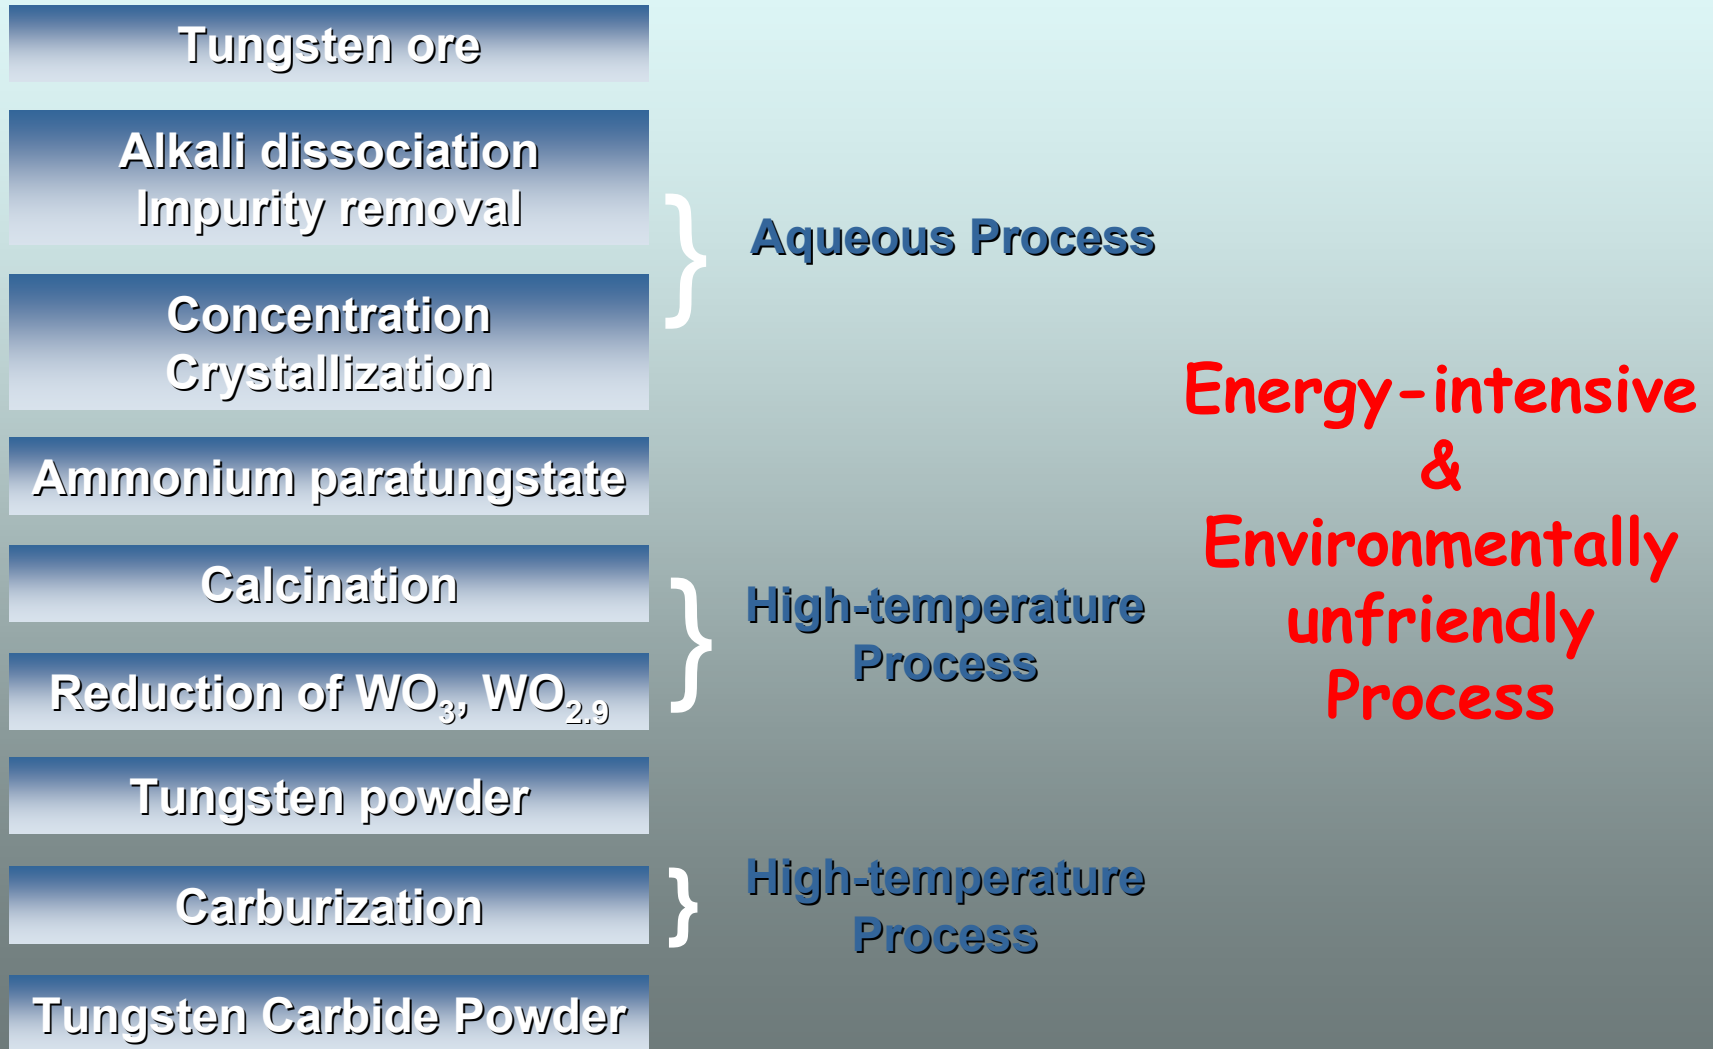 Tungsten ore
Alkali dissociation
Impurity removal
} Aqueous Process
Concentration
Crystallization
Ammonium paratungstate
Calcination
} High-temperature
Process
Reduction of WO₃, WO₂.₉
Tungsten powder
Carburization
} High-temperature
Process
Tungsten Carbide Powder
Energy-intensive
&
Environmentally
unfriendly
Process